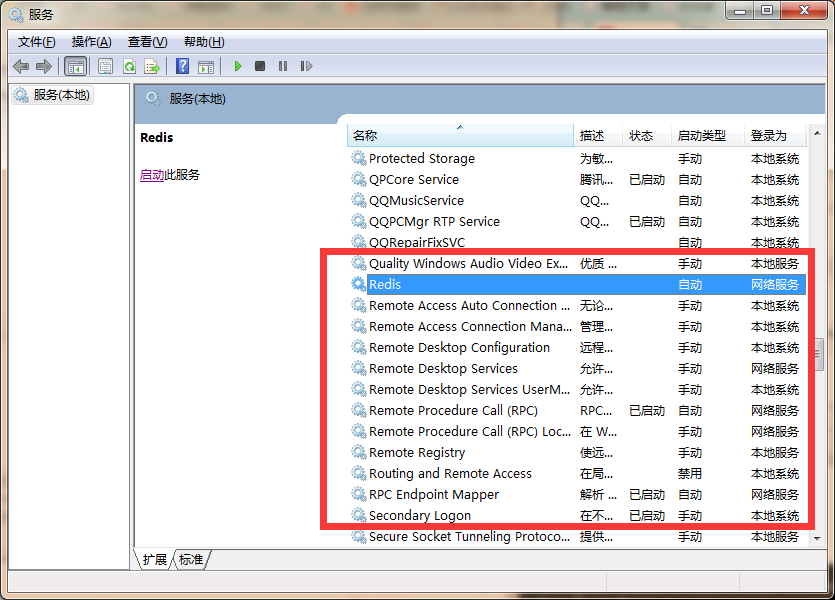 服务
文件(F) 操作(A) 查看(V) 帮助(H)
服务(本地)
服务(本地)
Redis
启动此服务
名称 描述 状态 启动类型 登录为
Protected Storage 为敏... 手动 本地系统
QPCore Service 腾讯... 已启动 自动 本地系统
QQMusicService QQ... 手动 本地系统
QQPCMgr RTP Service QQ... 已启动 自动 本地系统
QQRepairFixSVC 自动 本地系统
Quality Windows Audio Video Ex... 优质 ... 手动 本地服务
Redis 自动 网络服务
Remote Access Auto Connection ... 无论... 手动 本地系统
Remote Access Connection Mana... 管理... 手动 本地系统
Remote Desktop Configuration 远程... 手动 本地系统
Remote Desktop Services 允许... 手动 网络服务
Remote Desktop Services UserM... 允许... 手动 本地系统
Remote Procedure Call (RPC) RPC... 已启动 自动 网络服务
Remote Procedure Call (RPC) Loc... 在 W... 手动 网络服务
Remote Registry 使远... 手动 本地服务
Routing and Remote Access 在局... 禁用 本地系统
RPC Endpoint Mapper 解析 ... 已启动 自动 网络服务
Secondary Logon 在不... 已启动 手动 本地系统
Secure Socket Tunneling Protoco... 提供... 手动 本地服务
扩展 标准